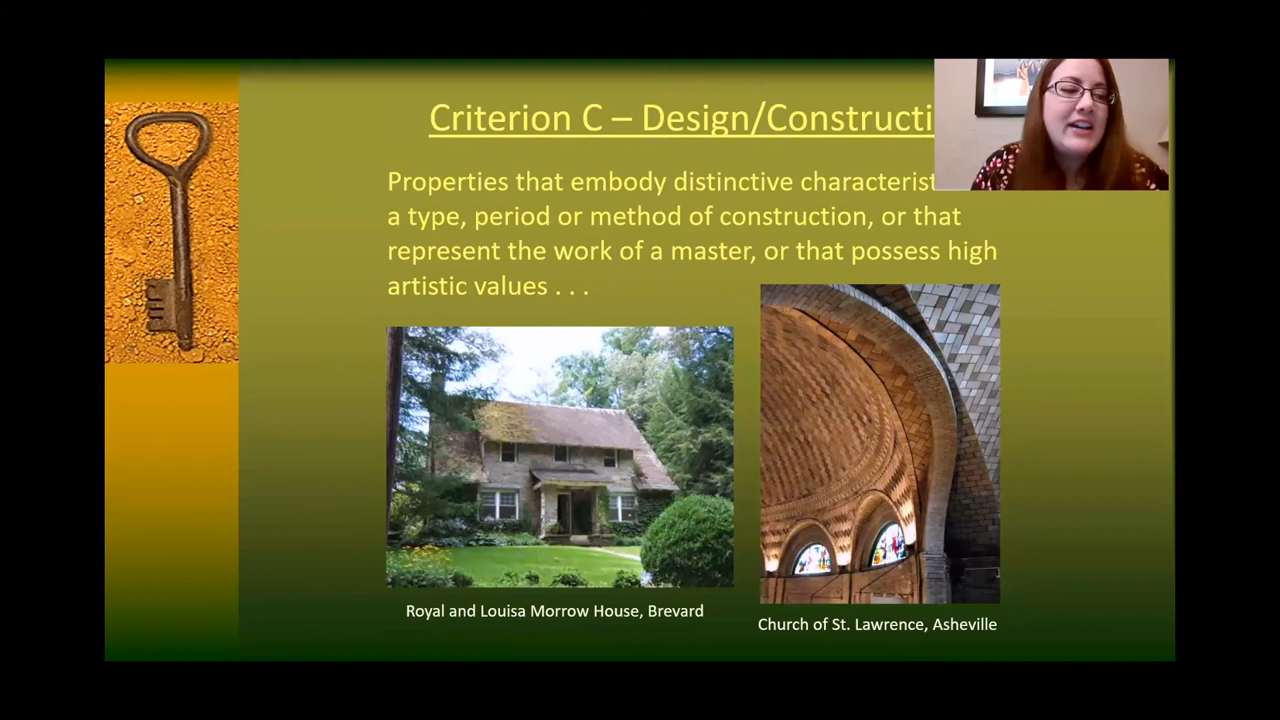 Criterion C – Design/Constructi
Properties that embody distinctive characterist
a type, period or method of construction, or that
represent the work of a master, or that possess high
artistic values . . .
Royal and Louisa Morrow House, Brevard
Church of St. Lawrence, Asheville